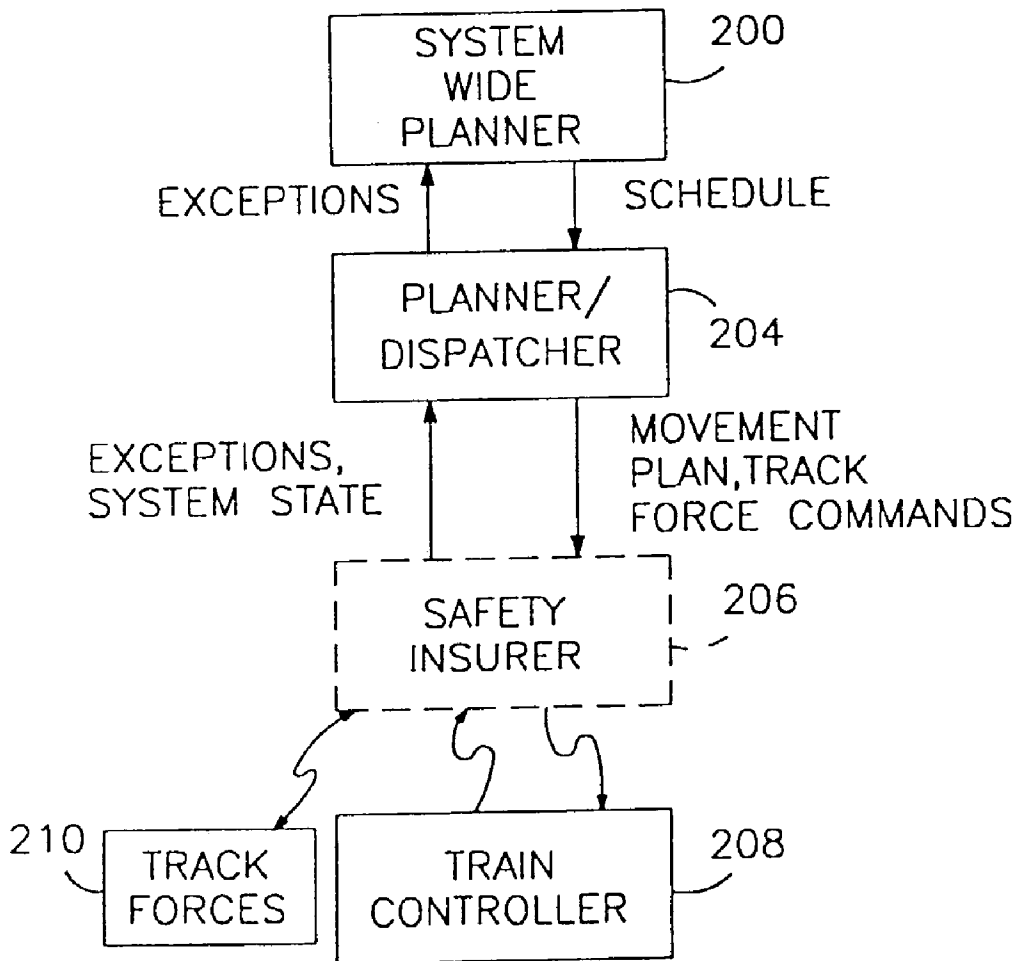 SYSTEM
WIDE
PLANNER
200
EXCEPTIONS
SCHEDULE
PLANNER/
DISPATCHER
204
EXCEPTIONS,
SYSTEM STATE
MOVEMENT
PLAN,TRACK
FORCE COMMANDS
SAFETY
INSURER
206
210
TRACK
FORCES
TRAIN
CONTROLLER
208